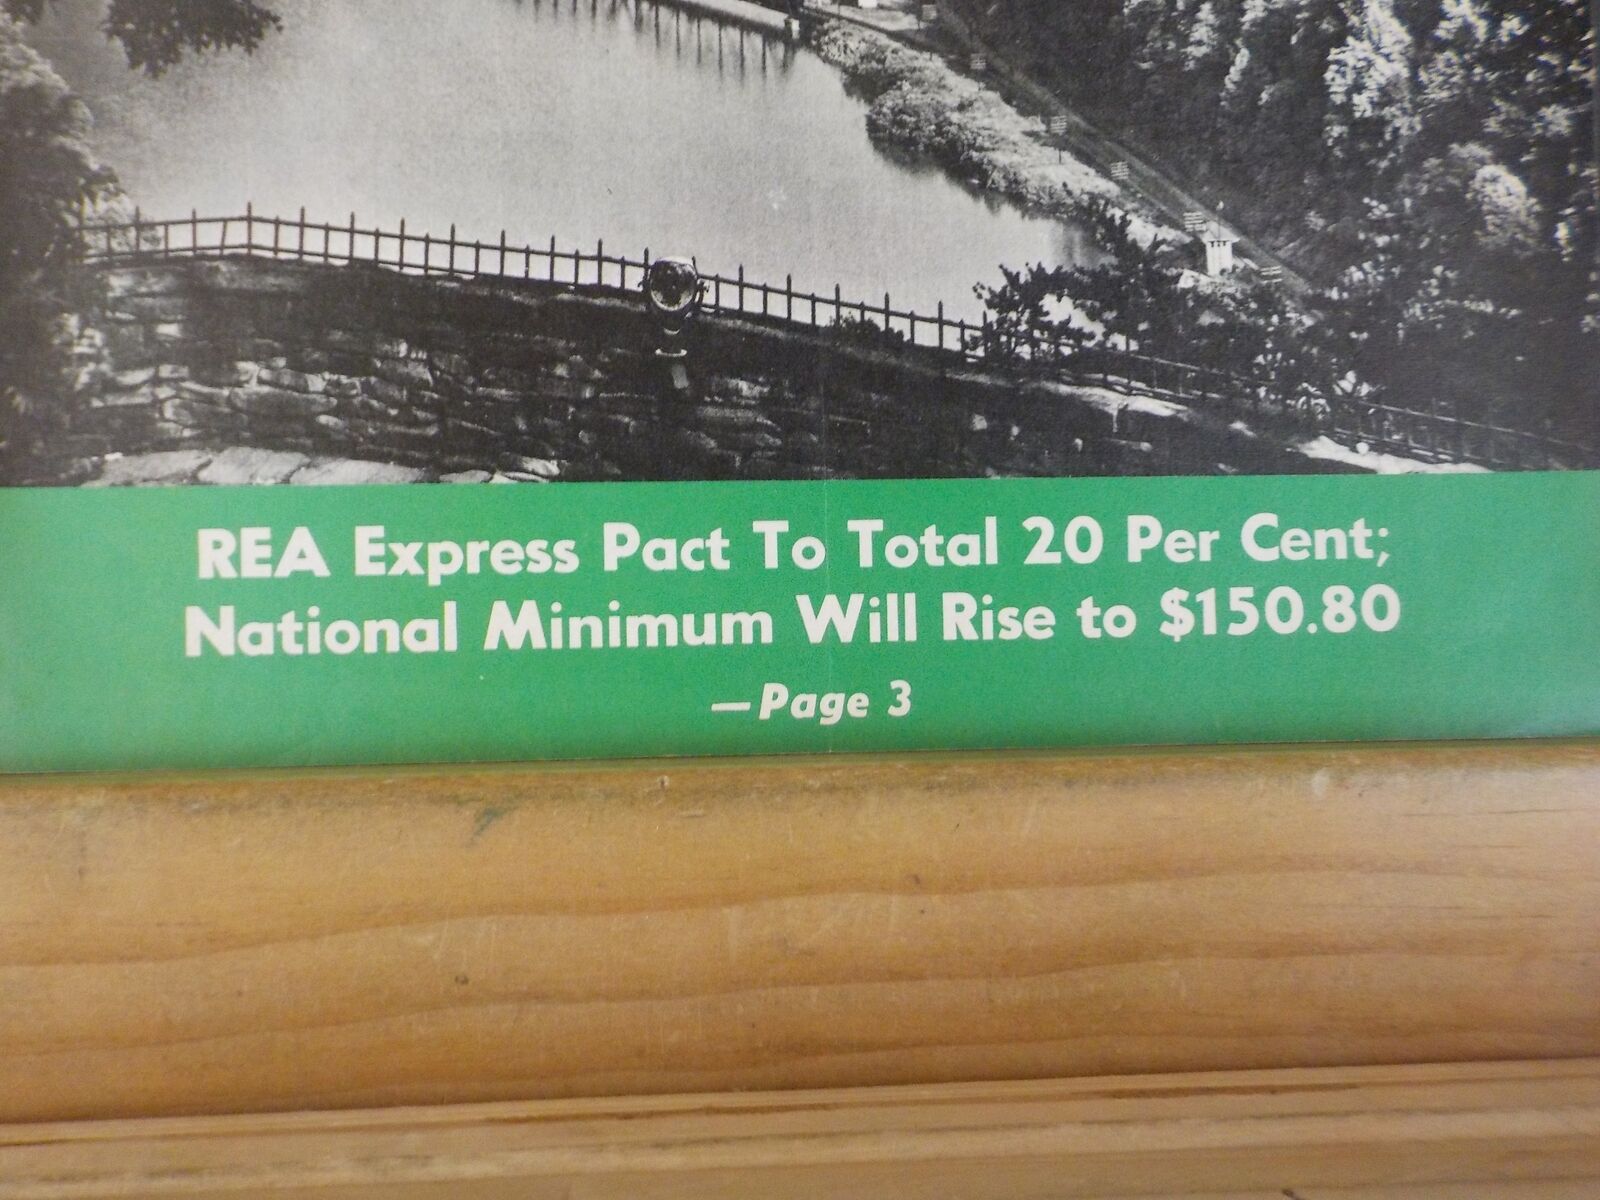 REA Express Pact To Total 20 Per Cent;
National Minimum Will Rise to $150.80
—Page 3